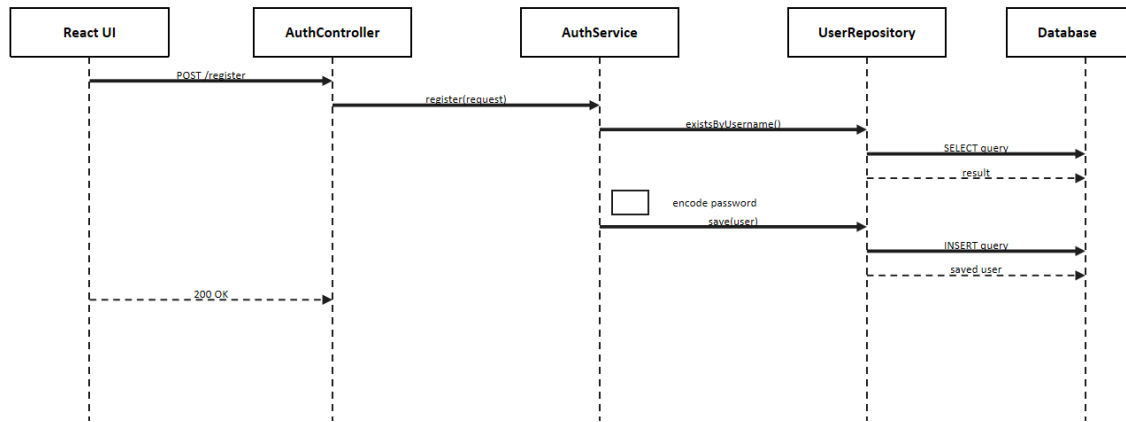 React UI
AuthController
AuthService
UserRepository
Database
POST /register
register(request)
existsByUsername()
SELECT query
result
encode password
save(user)
INSERT query
saved user
200 OK